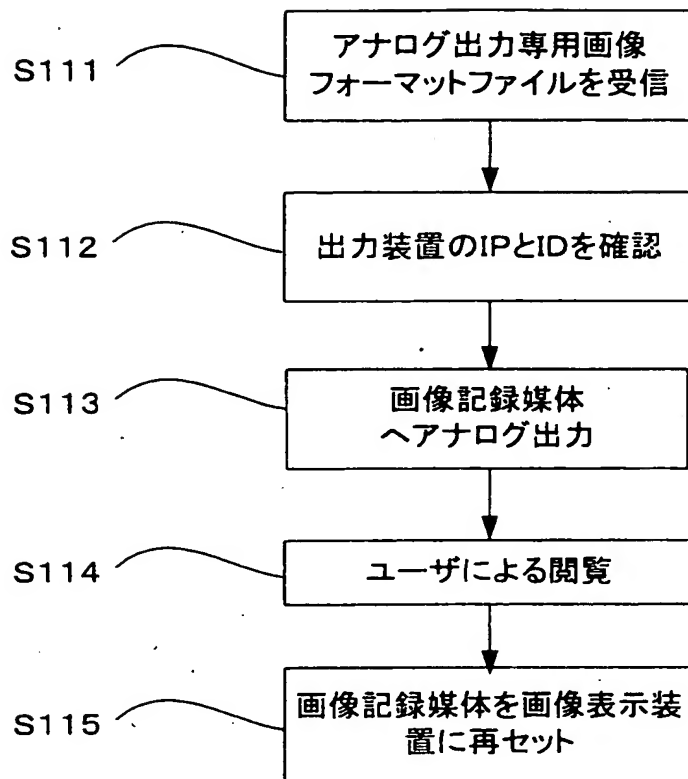 S111
アナログ出力専用画像
フォーマットファイルを受信
S112
出力装置のIPとIDを確認
S113
画像記録媒体
へアナログ出力
S114
ユーザによる閲覧
S115
画像記録媒体を画像表示装
置に再セット